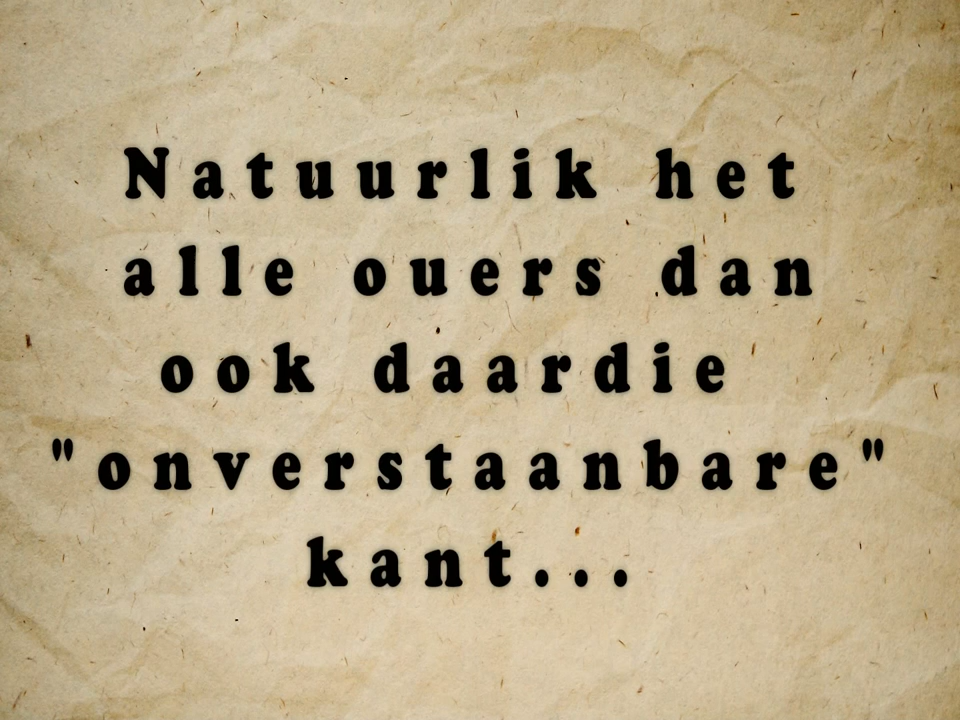 Natuurlik het
alle ouers dan
ook daardie
"onverstaanbare"
kant...